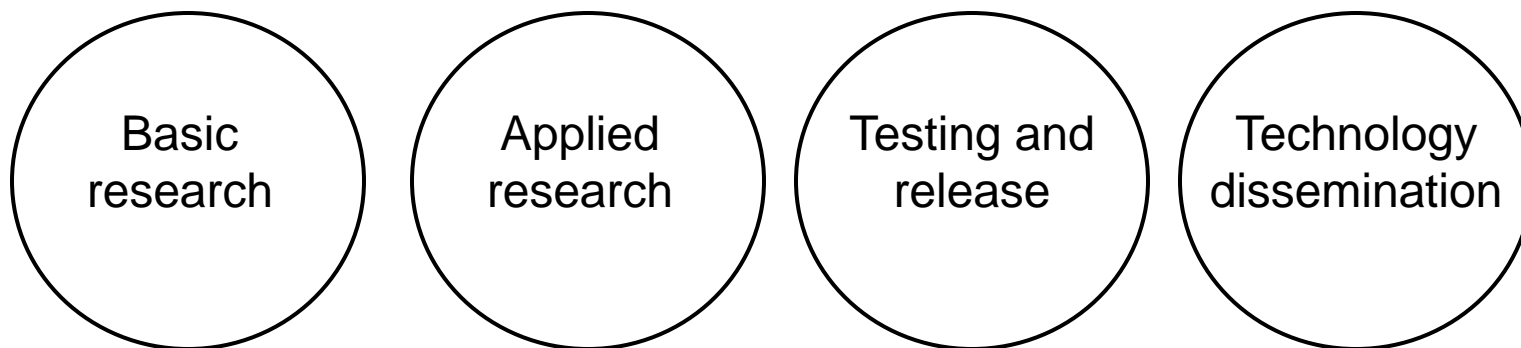 Basic
research
Applied
research
Testing and
release
Technology
dissemination